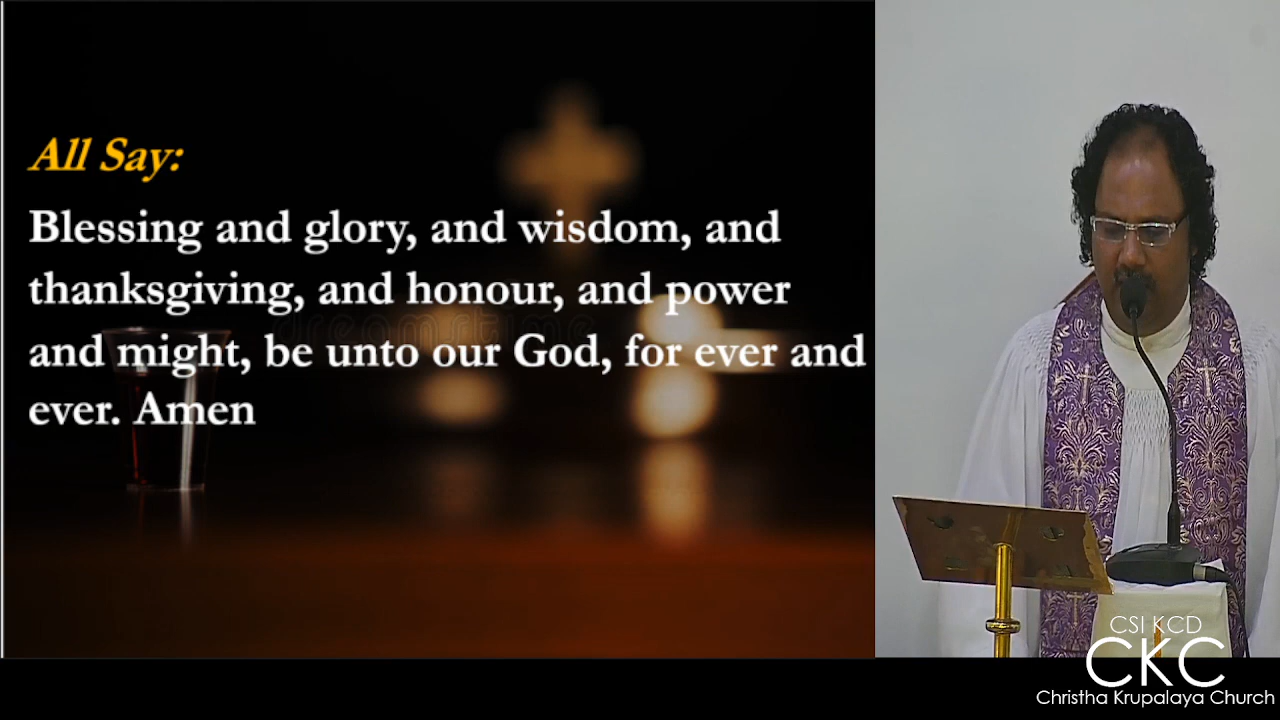 All Say:
Blessing and glory, and wisdom, and
thanksgiving, and honour, and power
and might, be unto our God, for ever and
ever. Amen
dreamstime
CSI KCD
CKC
Christha Krupalaya Church